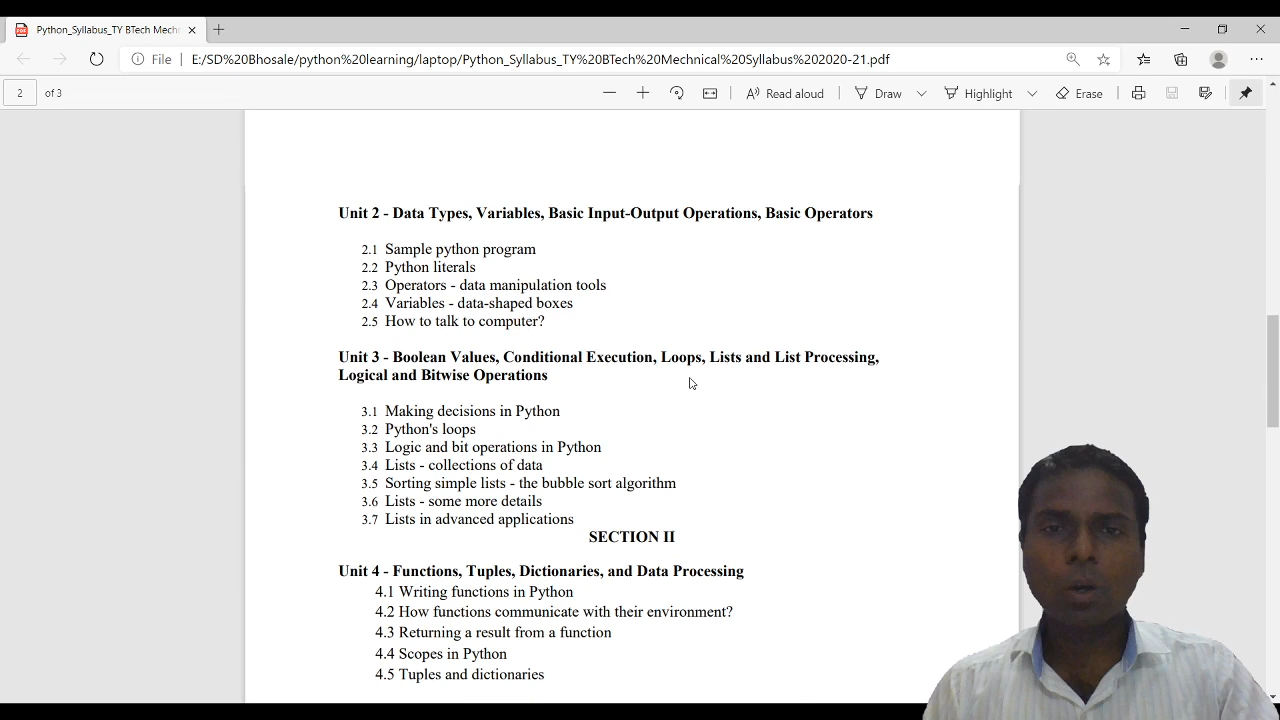 Python_Syllabus_TY BTech Mech
File E:/SD%20Bhosale/python%20learning/laptop/Python_Syllabus_TY%20BTech%20Mechnical%20Syllabus%202020-21.pdf
2 of 3 Read aloud Draw Highlight Erase
Unit 2 - Data Types, Variables, Basic Input-Output Operations, Basic Operators
2.1 Sample python program
2.2 Python literals
2.3 Operators - data manipulation tools
2.4 Variables - data-shaped boxes
2.5 How to talk to computer?
Unit 3 - Boolean Values, Conditional Execution, Loops, Lists and List Processing,
Logical and Bitwise Operations
3.1 Making decisions in Python
3.2 Python's loops
3.3 Logic and bit operations in Python
3.4 Lists - collections of data
3.5 Sorting simple lists - the bubble sort algorithm
3.6 Lists - some more details
3.7 Lists in advanced applications
SECTION II
Unit 4 - Functions, Tuples, Dictionaries, and Data Processing
4.1 Writing functions in Python
4.2 How functions communicate with their environment?
4.3 Returning a result from a function
4.4 Scopes in Python
4.5 Tuples and dictionaries